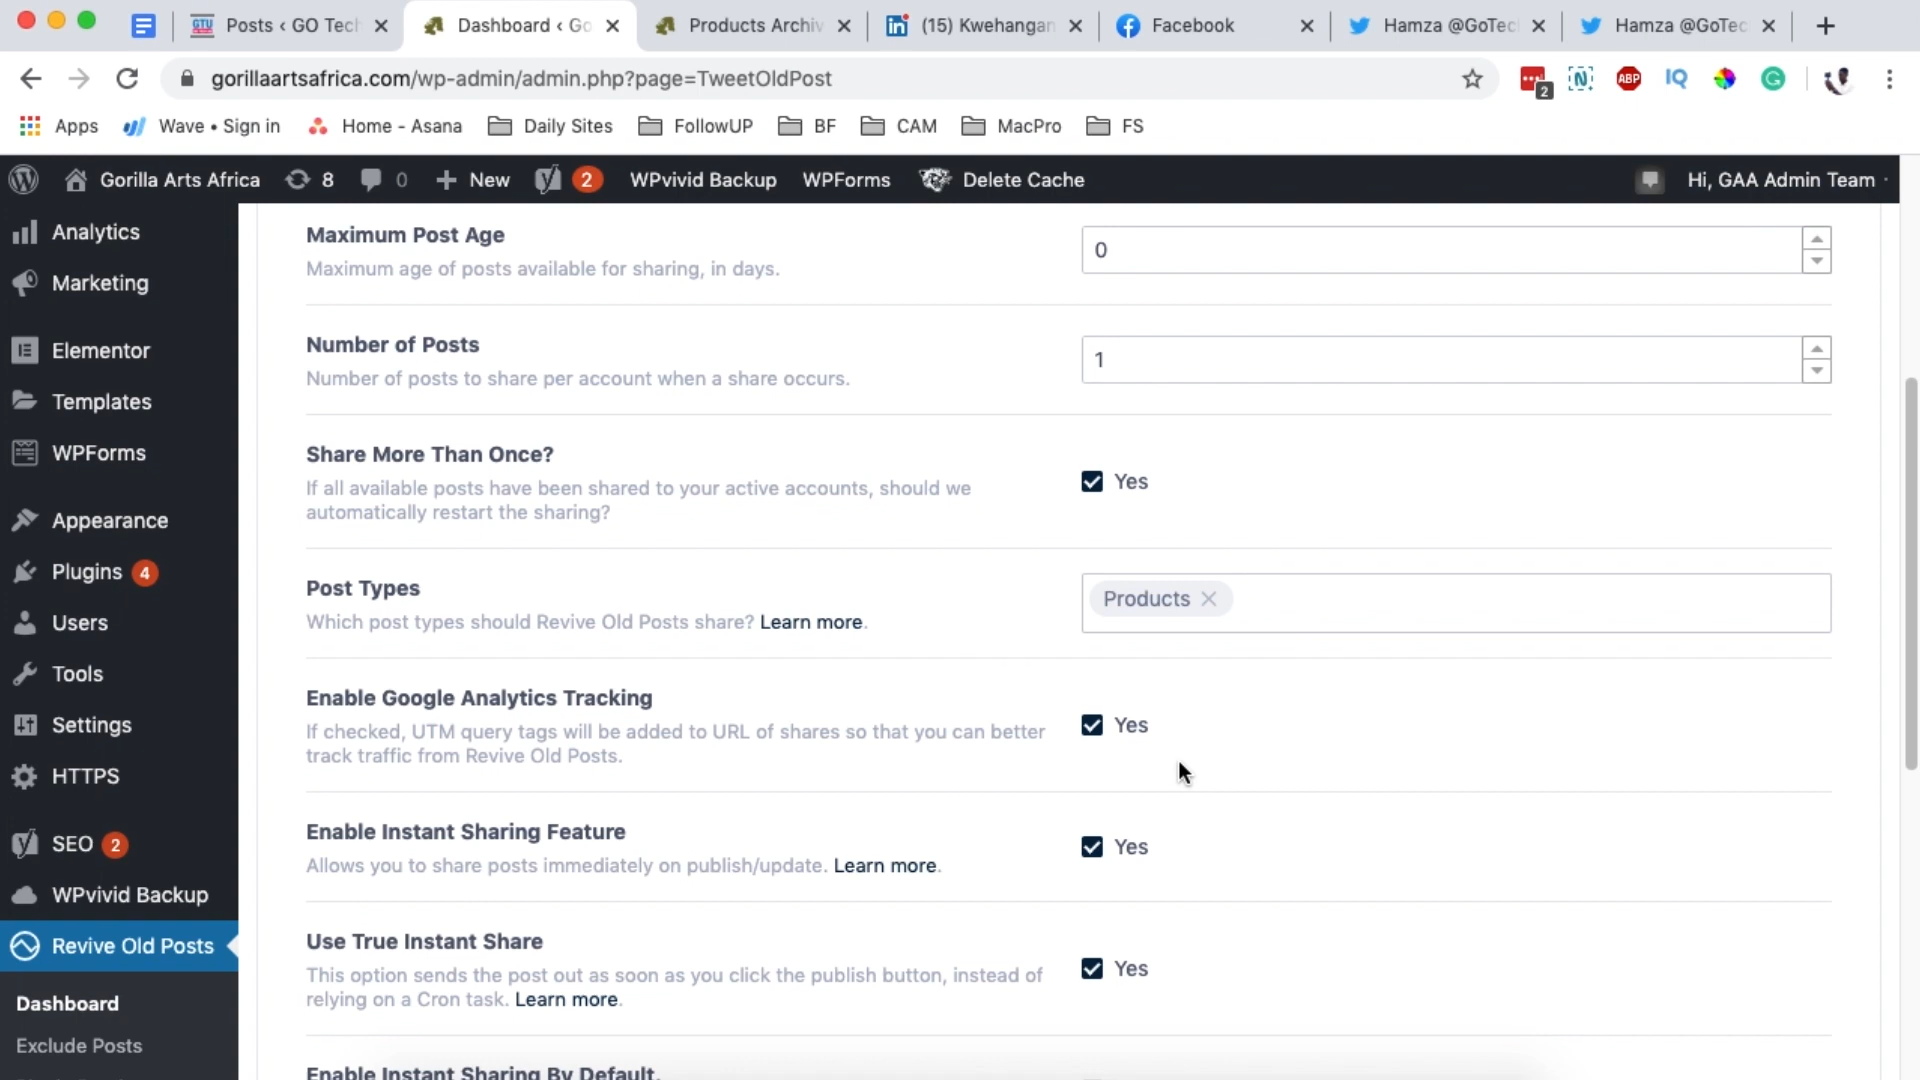 Posts ‹ GO Tech
Dashboard ‹ Go
Products Archiv
(15) Kwehangan
Facebook
Hamza @GoTech
Hamza @GoTec
gorillaartsafrica.com/wp-admin/admin.php?page=TweetOldPost
2
ABP
IQ
Apps
Wave • Sign in
Home - Asana
Daily Sites
FollowUP
BF
CAM
MacPro
FS
Gorilla Arts Africa
8
0
New
2
WPvivid Backup
WPForms
Delete Cache
Hi, GAA Admin Team
Analytics
Marketing
Elementor
Templates
WPForms
Appearance
Plugins 4
Users
Tools
Settings
HTTPS
SEO 2
WPvivid Backup
Revive Old Posts
Dashboard
Exclude Posts
Maximum Post Age
Maximum age of posts available for sharing, in days.
0
Number of Posts
Number of posts to share per account when a share occurs.
1
Share More Than Once?
If all available posts have been shared to your active accounts, should we
automatically restart the sharing?
Yes
Post Types
Which post types should Revive Old Posts share? Learn more.
Products
Enable Google Analytics Tracking
If checked, UTM query tags will be added to URL of shares so that you can better
track traffic from Revive Old Posts.
Yes
Enable Instant Sharing Feature
Allows you to share posts immediately on publish/update. Learn more.
Yes
Use True Instant Share
This option sends the post out as soon as you click the publish button, instead of
relying on a Cron task. Learn more.
Yes
Enable Instant Sharing By Default.